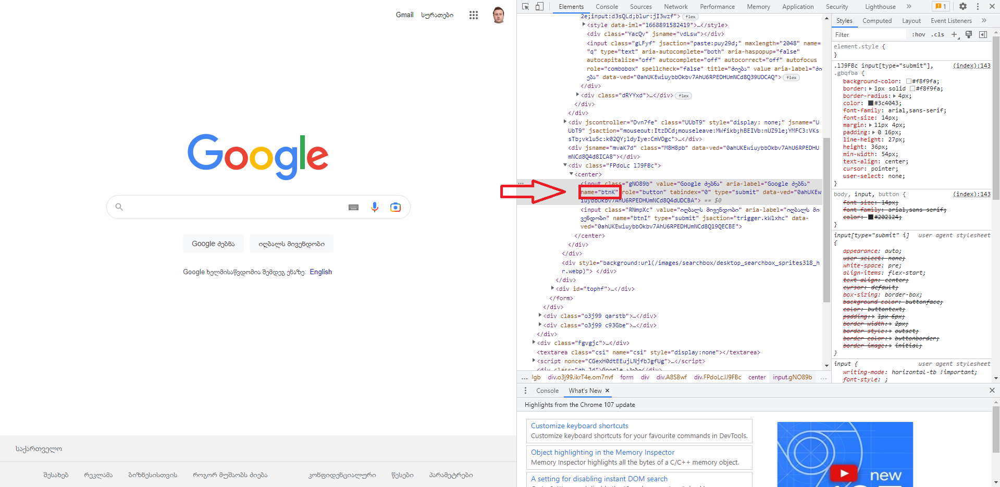 Gmail სურათები
Google
Google ძებნა
იღბალს მივენდობი
Google ხელმისაწვდომია შემდეგ ენაზე: English
საქართველო
შესახებ რეკლამა ბიზნესისთვის როგორ მუშაობს ძიება კონფიდენციალური წესები პარამეტრები
Elements Console Sources Network Performance Memory Application Security Lighthouse » 1
2e;input:d3sQLd;blur:jI3wzf"> flex
<style data-iml="1668891582419">…</style>
<div class="YacQv" jsname="vdLsw"></div>
<input class="gLFyf" jsaction="paste:puy29d;" maxlength="2048" name=
"q" type="text" aria-autocomplete="both" aria-haspopup="false"
autocapitalize="off" autocomplete="off" autocorrect="off" autofocus
role="combobox" spellcheck="false" title="ძიება" value aria-label="ძი
ება" data-ved="0ahUKEwiuybbOkbv7AhU6RPEDHUmNCd8Q39UDCAQ"> flex
</div>
<div class="dRYYxd">…</div> flex
</div>
</div>
<div jscontroller="Dvn7fe" class="UUbT9" style="display: none;" jsname="U
UbT9" jsaction="mouseout:ItzDCd;mouseleave:MWfikb;hBEIVb:nUZ9le;YMFC3:VKs
sTb;vklu5c:k02QY;ldyIye:CmVOgc">…</div>
<div jsname="mvaK7d" class="M8H8pb" data-ved="0ahUKEwiuybbOkbv7AhU6RPEDHU
mNCd8Q4d8ICA8"></div>
<div class="FPdoLc lJ9FBc">
<center>
<input class="gNO89b" value="Google ძებნა" aria-label="Google ძებნა"
name="btnK" role="button" tabindex="0" type="submit" data-ved="0ahUKEw
iuybbOkbv7AhU6RPEDHUmNCd8Q4dUDCBA"> == $0
<input class="RNmpXc" value="იღბალს მივენდობი" aria-label="იღბალს მი
ვენდობი" name="btnI" type="submit" jsaction="trigger.kWlxhc" data-
ved="0ahUKEwiuybbOkbv7AhU6RPEDHUmNCd8Q19QECBE">
</center>
</div>
</div>
<div style="background:url(/images/searchbox/desktop_searchbox_sprites318_h
r.webp)"> </div>
</div>
<div id="tophf">…</div>
</form>
</div>
<div class="o3j99 qarstb">…</div>
<div class="o3j99 c93Gbe">…</div>
</div>
<div class="Fgvgjc">…</div>
<textarea class="csi" name="csi" style="display:none"></textarea>
<script nonce="CGexH0dtEEujLNjfbJgfUg">…</script>
... Jgb div.o3j99.ikrT4e.om7nvf form div div.A8SBwf div.FPdoLc.lJ9FBc center input.gNO89b ...
Styles Computed Layout Event Listeners »
Filter :hov .cls +
element.style {
}
.lJ9FBc input[type="submit"], (index):143
.gbqfba {
background-color: #f8f9fa;
border: 1px solid #f8f9fa;
border-radius: 4px;
color: #3c4043;
font-family: arial,sans-serif;
font-size: 14px;
margin: 11px 4px;
padding: 0 16px;
line-height: 27px;
height: 36px;
min-width: 54px;
text-align: center;
cursor: pointer;
user-select: none;
}
body, input, button { (index):143
font-size: 14px;
font-family: arial,sans-serif;
color: #202124;
}
input[type="submit" i] user agent stylesheet
{
appearance: auto;
user-select: none;
white-space: pre;
align-items: flex-start;
text-align: center;
cursor: default;
box-sizing: border-box;
background-color: buttonface;
color: buttontext;
padding: 1px 6px;
border-width: 2px;
border-style: outset;
border-color: buttonborder;
border-image: initial;
}
input { user agent stylesheet
writing-mode: horizontal-tb !important;
font-style: ;
Console What's New ×
Highlights from the Chrome 107 update
Customize keyboard shortcuts
Customize keyboard shortcuts for your favourite commands in DevTools.
Object highlighting in the Memory Inspector
Memory Inspector highlights all the bytes of a C/C++ memory object.
A setting for disabling instant DOM search
new